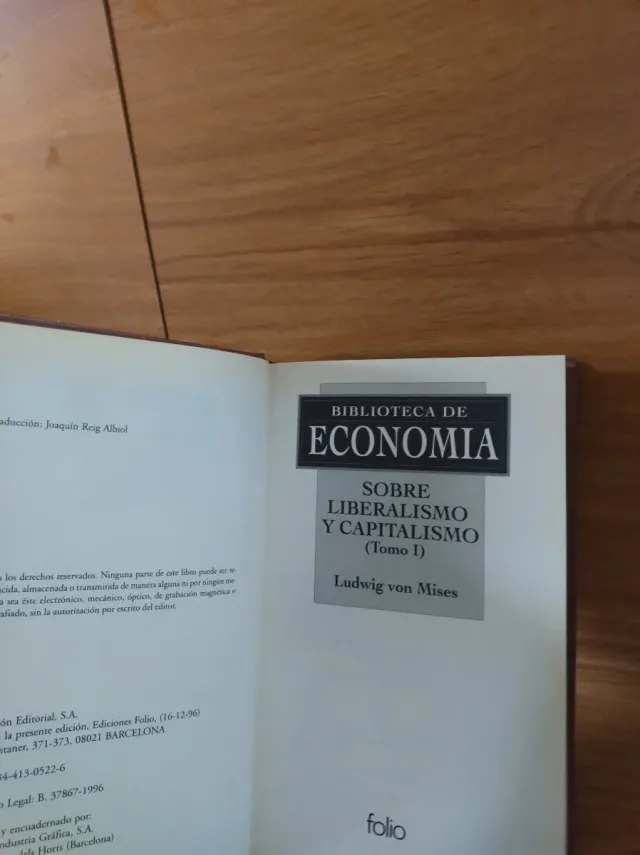 aducción: Joaquín Reig Albiol
s los derechos reservados. Ninguna parte de este libro puede ser re-
cida, almacenada o transmitida de manera alguna ni por ningún me-
a sea éste electrónico, mecánico, óptico, de grabación magnética o
afiado, sin la autorización por escrito del editor.
ón Editorial, S.A.
la presente edición, Ediciones Folio, (16-12-96)
ntaner, 371-373, 08021 BARCELONA
84-413-0522-6
o Legal: B. 37867-1996
y encuadernado por:
ndustria Gráfica, S.A.
dels Horts (Barcelona)
BIBLIOTECA DE
ECONOMIA
SOBRE
LIBERALISMO
Y CAPITALISMO
(Tomo I)
Ludwig von Mises
folio